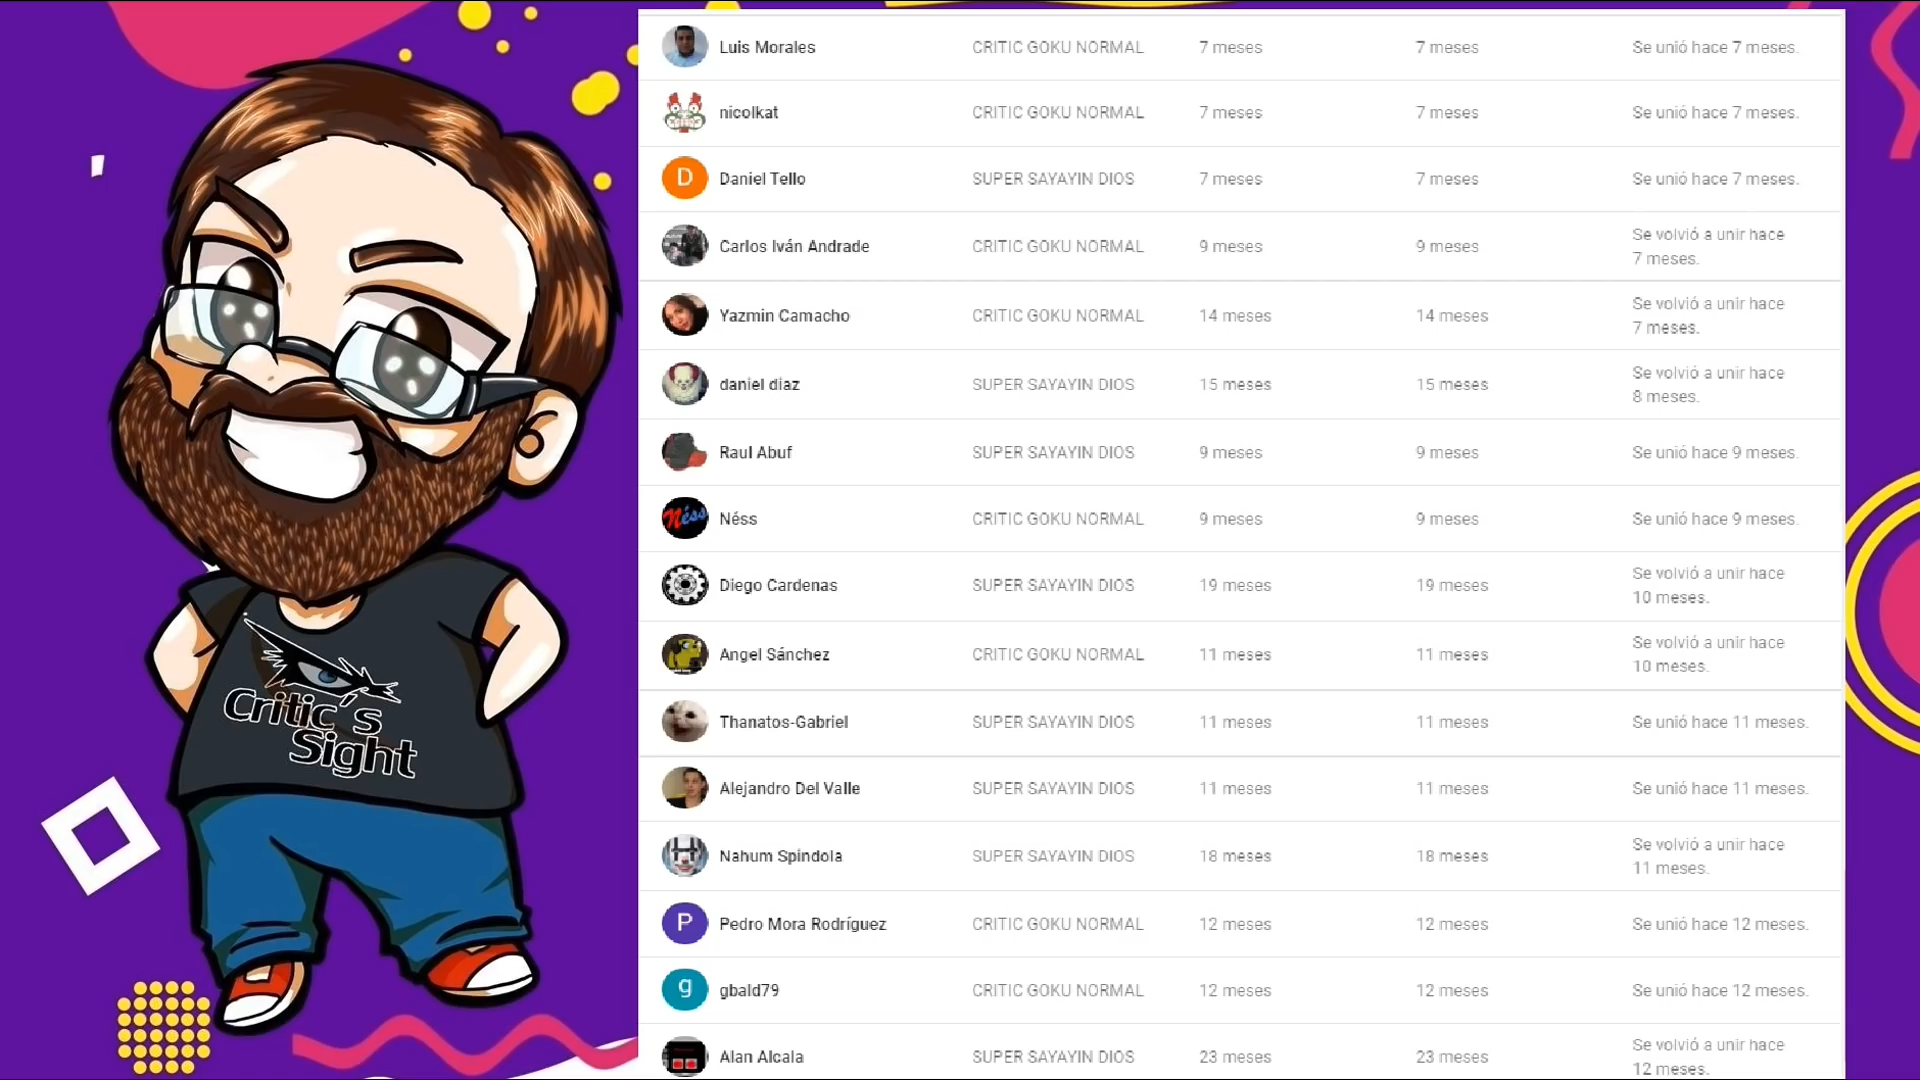 Luis Morales CRITIC GOKU NORMAL 7 meses 7 meses Se unió hace 7 meses.
nicolkat CRITIC GOKU NORMAL 7 meses 7 meses Se unió hace 7 meses.
D Daniel Tello SUPER SAYAYIN DIOS 7 meses 7 meses Se unió hace 7 meses.
Carlos Iván Andrade CRITIC GOKU NORMAL 9 meses 9 meses Se volvió a unir hace
7 meses.
Yazmin Camacho CRITIC GOKU NORMAL 14 meses 14 meses Se volvió a unir hace
7 meses.
daniel diaz SUPER SAYAYIN DIOS 15 meses 15 meses Se volvió a unir hace
8 meses.
Raul Abuf SUPER SAYAYIN DIOS 9 meses 9 meses Se unió hace 9 meses.
Néss Néss CRITIC GOKU NORMAL 9 meses 9 meses Se unió hace 9 meses.
Diego Cardenas SUPER SAYAYIN DIOS 19 meses 19 meses Se volvió a unir hace
10 meses.
Angel Sánchez CRITIC GOKU NORMAL 11 meses 11 meses Se volvió a unir hace
10 meses.
Thanatos-Gabriel SUPER SAYAYIN DIOS 11 meses 11 meses Se unió hace 11 meses.
Alejandro Del Valle SUPER SAYAYIN DIOS 11 meses 11 meses Se unió hace 11 meses.
Nahum Spindola SUPER SAYAYIN DIOS 18 meses 18 meses Se volvió a unir hace
11 meses.
P Pedro Mora Rodríguez CRITIC GOKU NORMAL 12 meses 12 meses Se unió hace 12 meses.
g gbald79 CRITIC GOKU NORMAL 12 meses 12 meses Se unió hace 12 meses.
Alan Alcala SUPER SAYAYIN DIOS 23 meses 23 meses Se volvió a unir hace
12 meses.
Critic´s
Sight